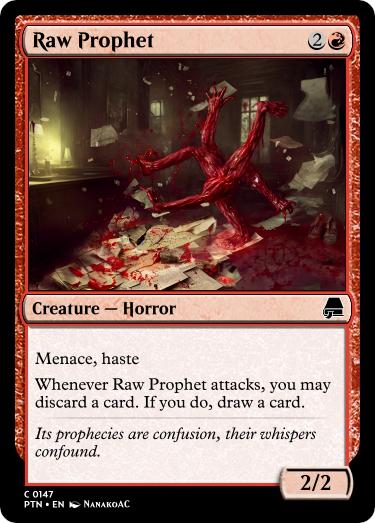 Raw Prophet 2
Creature — Horror
Menace, haste
Whenever Raw Prophet attacks, you may
discard a card. If you do, draw a card.
Its prophecies are confusion, their whispers
confound.
2/2
C 0147
PTN • EN NanakoAC